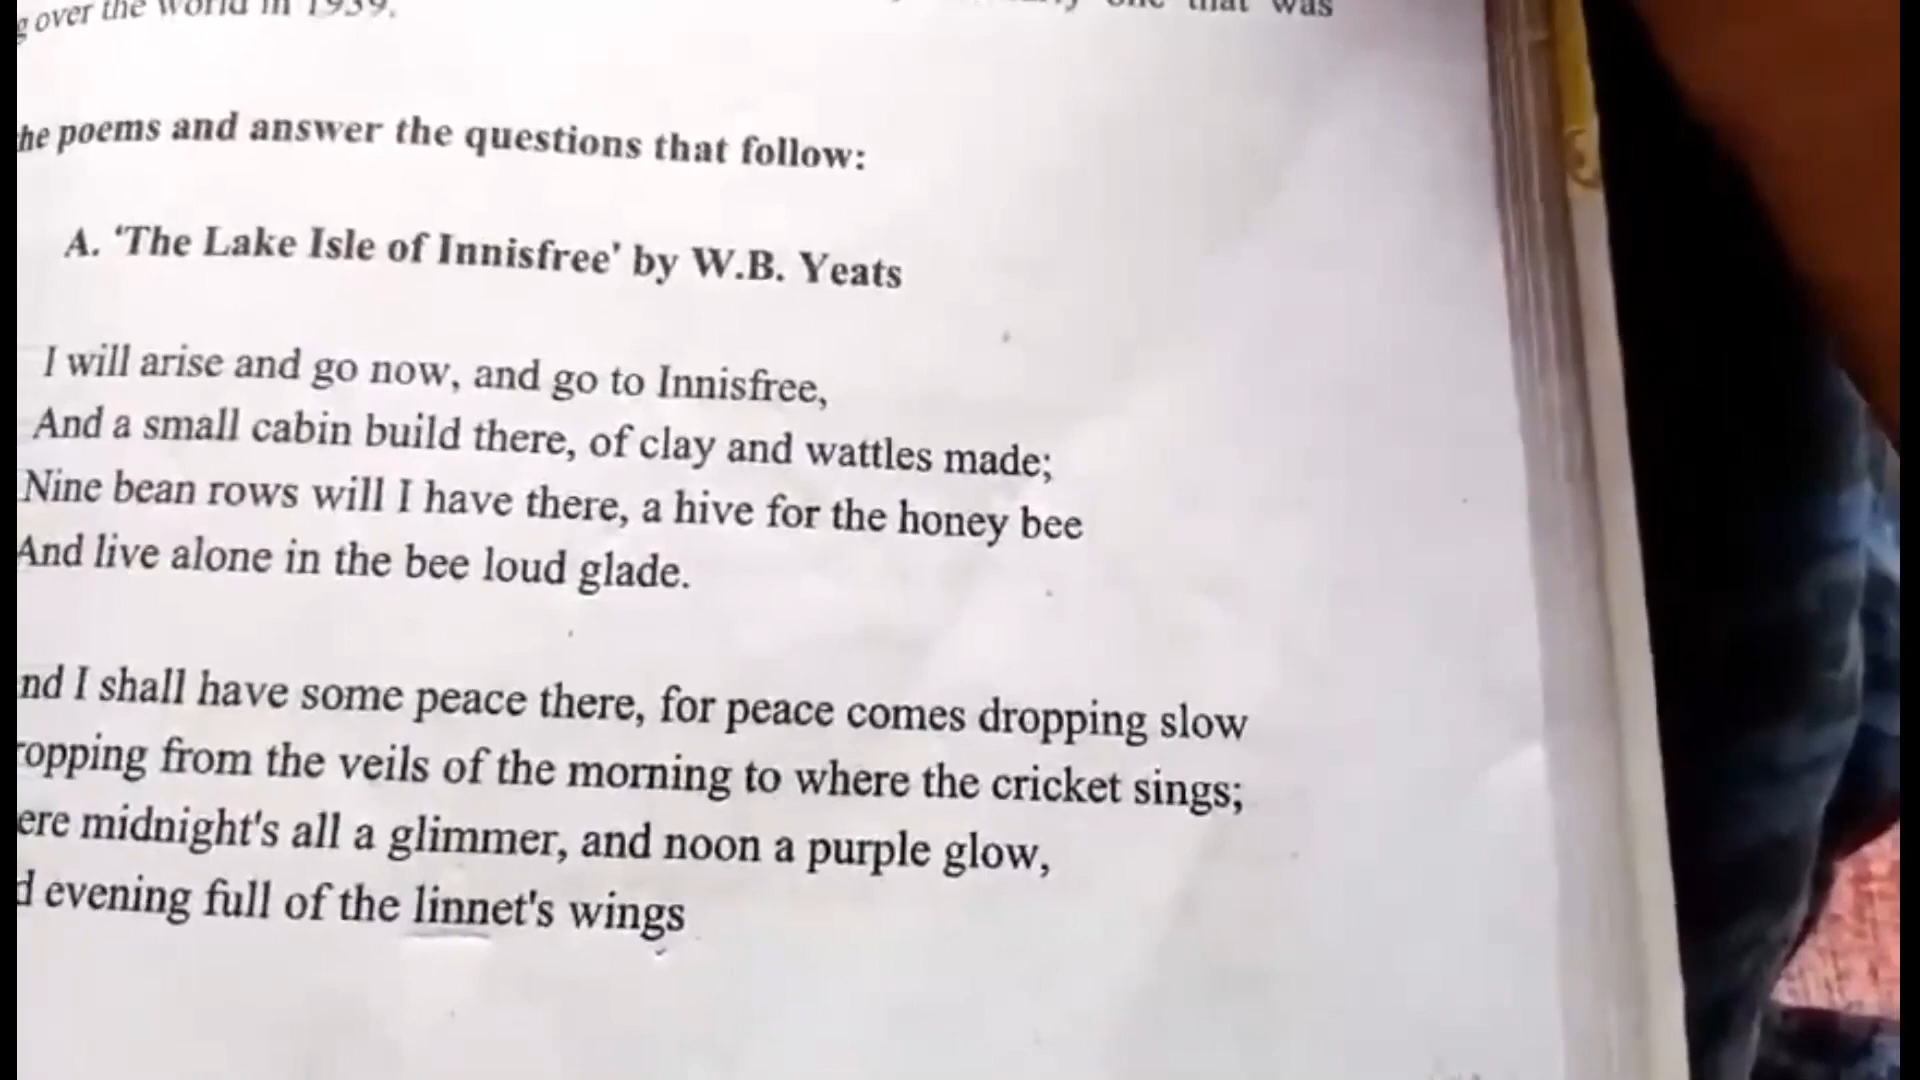 over the world in 1939.
that was
he poems and answer the questions that follow:
A. 'The Lake Isle of Innisfree' by W.B. Yeats
I will arise and go now, and go to Innisfree,
And a small cabin build there, of clay and wattles made;
Nine bean rows will I have there, a hive for the honey bee
And live alone in the bee loud glade.
nd I shall have some peace there, for peace comes dropping slow
opping from the veils of the morning to where the cricket sings;
ere midnight's all a glimmer, and noon a purple glow,
d evening full of the linnet's wings